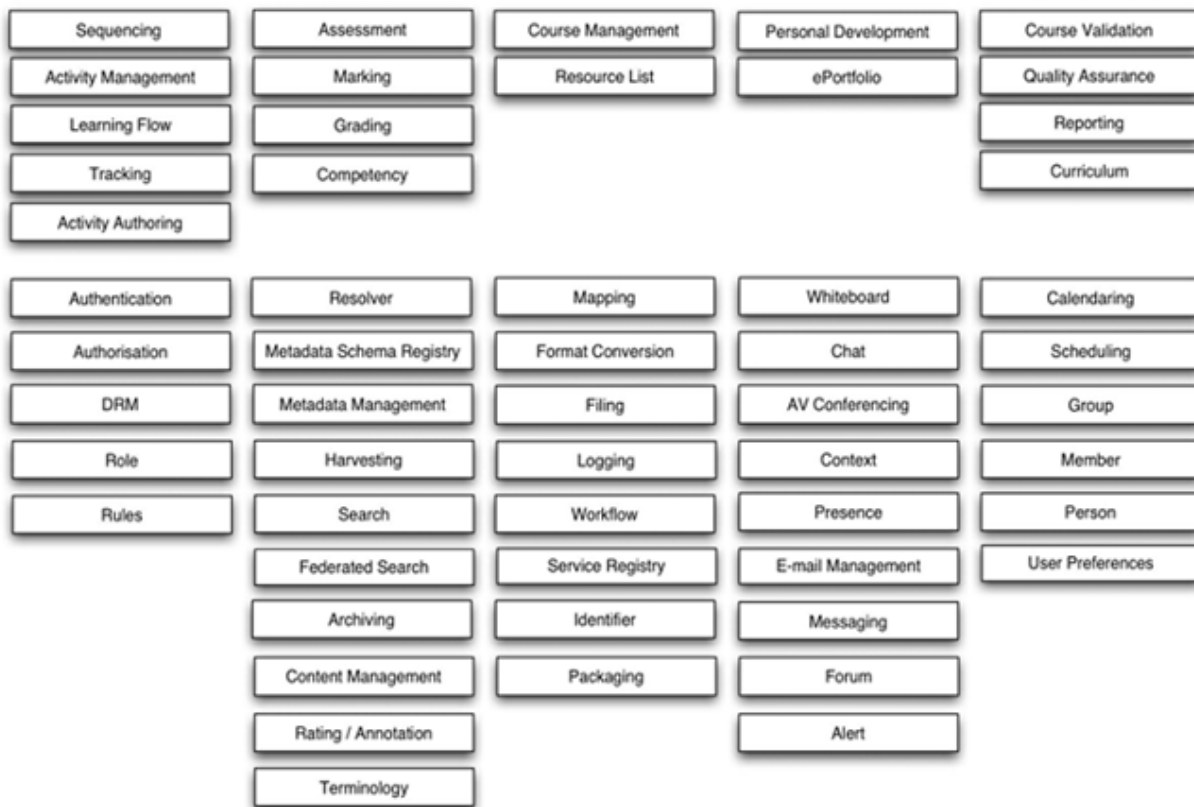 Sequencing
Activity Management
Learning Flow
Tracking
Activity Authoring
Assessment
Marking
Grading
Competency
Course Management
Resource List
Personal Development
ePortfolio
Course Validation
Quality Assurance
Reporting
Curriculum
Authentication
Authorisation
DRM
Role
Rules
Resolver
Metadata Schema Registry
Metadata Management
Harvesting
Search
Federated Search
Archiving
Content Management
Rating / Annotation
Terminology
Mapping
Format Conversion
Filing
Logging
Workflow
Service Registry
Identifier
Packaging
Whiteboard
Chat
AV Conferencing
Context
Presence
E-mail Management
Messaging
Forum
Alert
Calendaring
Scheduling
Group
Member
Person
User Preferences